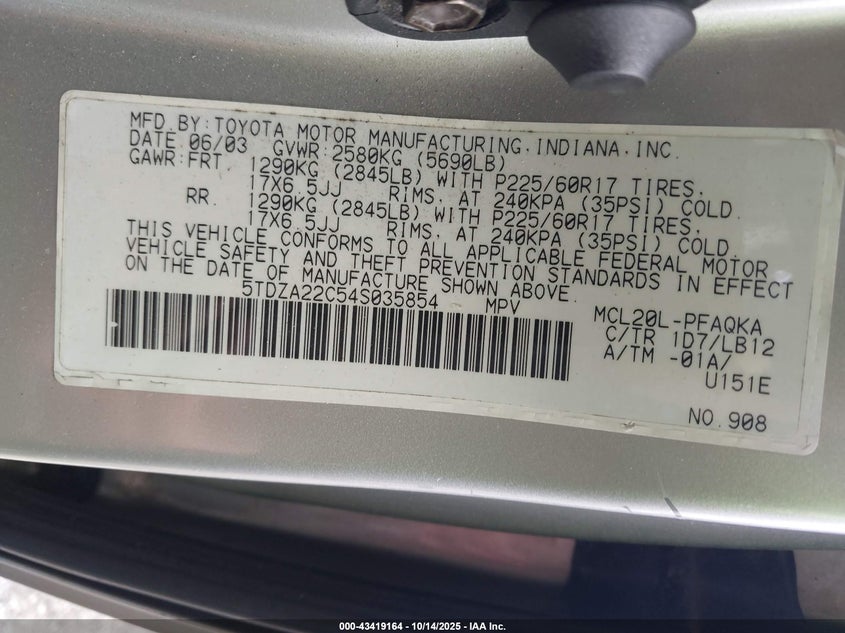 MFD.BY:TOYOTA MOTOR MANUFACTURING,INDIANA,INC.
DATE 06/03 GVWR:2580KG (5690LB)
GAWR:FRT 1290KG (2845LB) WITH P225/60R17 TIRES,
17X6.5JJ RIMS, AT 240KPA (35PSI) COLD.
RR. 1290KG (2845LB) WITH P225/60R17 TIRES,
17X6.5JJ RIMS, AT 240KPA (35PSI) COLD.
THIS VEHICLE CONFORMS TO ALL APPLICABLE FEDERAL MOTOR
VEHICLE SAFETY AND THEFT PREVENTION STANDARDS IN EFFECT
ON THE DATE OF MANUFACTURE SHOWN ABOVE.
5TDZA22C54S035854 MPV
MCL20L-PFAQKA
C/TR 1D7/LB12
A/TM -01A/
U151E
NO.908
000-43419164 - 10/14/2025 - IAA Inc.